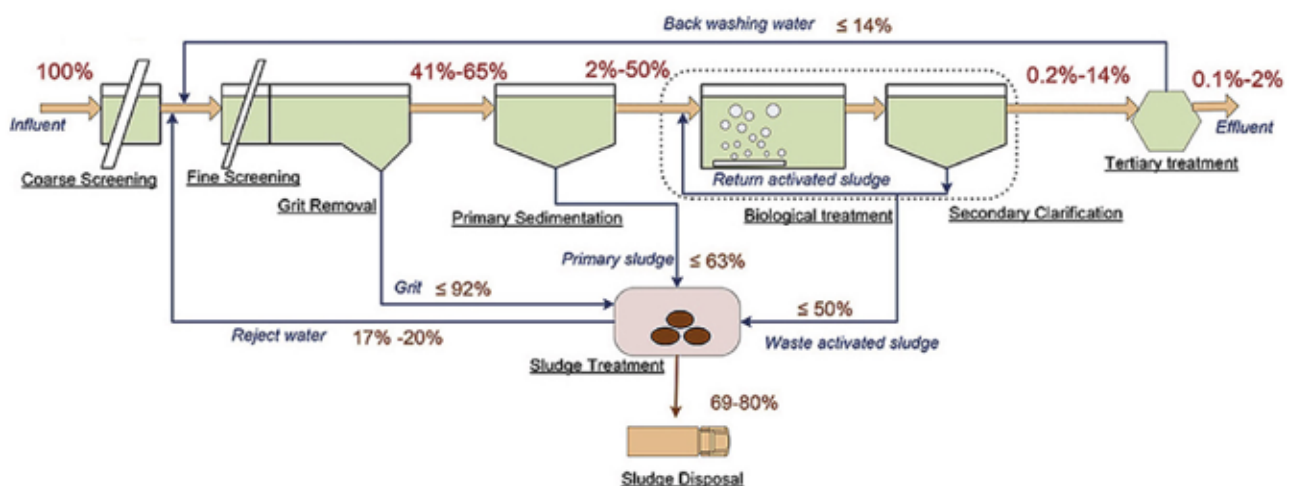 Back washing water ≤ 14%
100%
41%-65%
2%-50%
0.2%-14%
0.1%-2%
Influent
Effluent
Coarse Screening
Fine Screening
Grit Removal
Primary Sedimentation
Return activated sludge
Biological treatment
Secondary Clarification
Tertiary treatment
Primary sludge ≤ 63%
Grit ≤ 92%
≤ 50%
Reject water 17% -20%
Waste activated sludge
Sludge Treatment
69-80%
Sludge Disposal